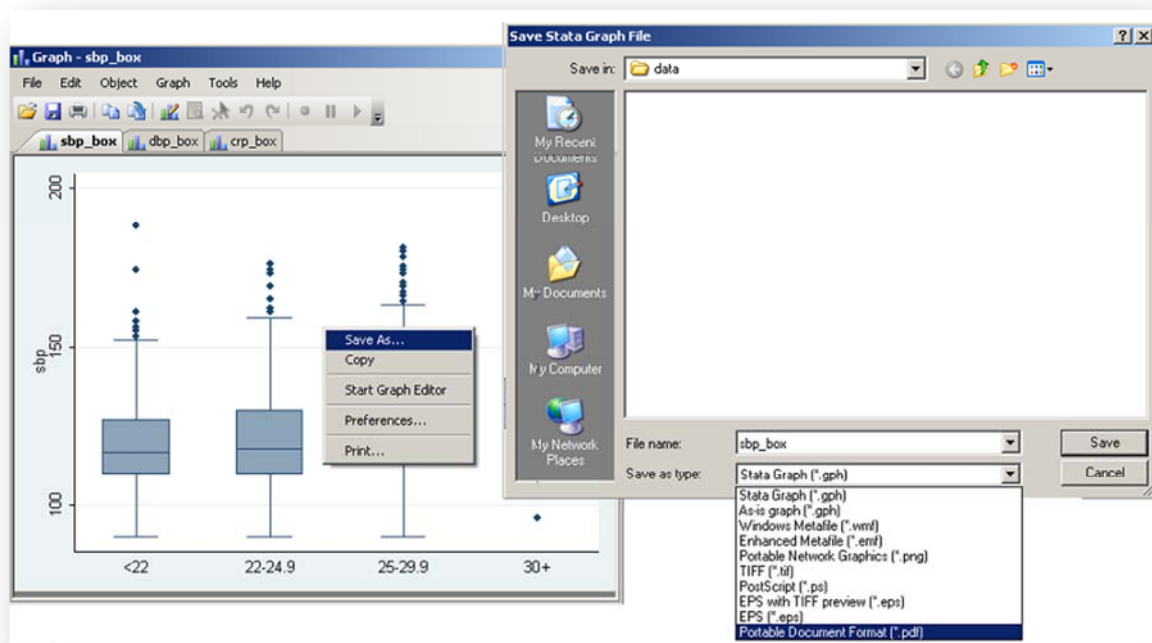 Graph - sbp_box
File Edit Object Graph Tools Help
sbp_box dbp_box crp_box
200
150
100
sbp
<22 22-24.9 25-29.9 30+
Save As...
Copy
Start Graph Editor
Preferences...
Print...
Save Stata Graph File
Save in: data
My Recent
Documents
Desktop
My Documents
My Computer
My Network
Places
File name: sbp_box Save
Save as type: Stata Graph (*.gph) Cancel
Stata Graph (*.gph)
As-is graph (*.gph)
Windows Metafile (*.wmf)
Enhanced Metafile (*.emf)
Portable Network Graphics (*.png)
TIFF (*.tif)
PostScript (*.ps)
EPS with TIFF preview (*.eps)
EPS (*.eps)
Portable Document Format (*.pdf)